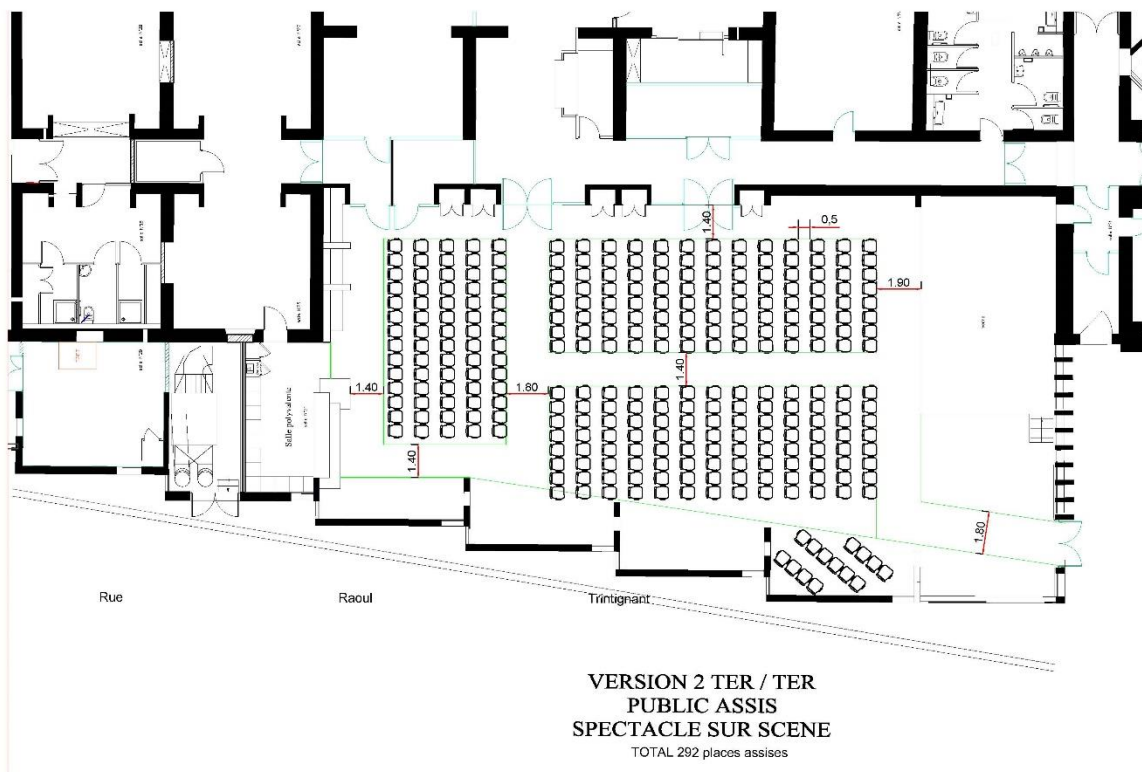 1.40
0,5
1.90
1.40
1.40
1.80
1.40
1.80
Salle polyvalente
Rue Raoul Trintignant
VERSION 2 TER / TER
PUBLIC ASSIS
SPECTACLE SUR SCENE
TOTAL 292 places assises